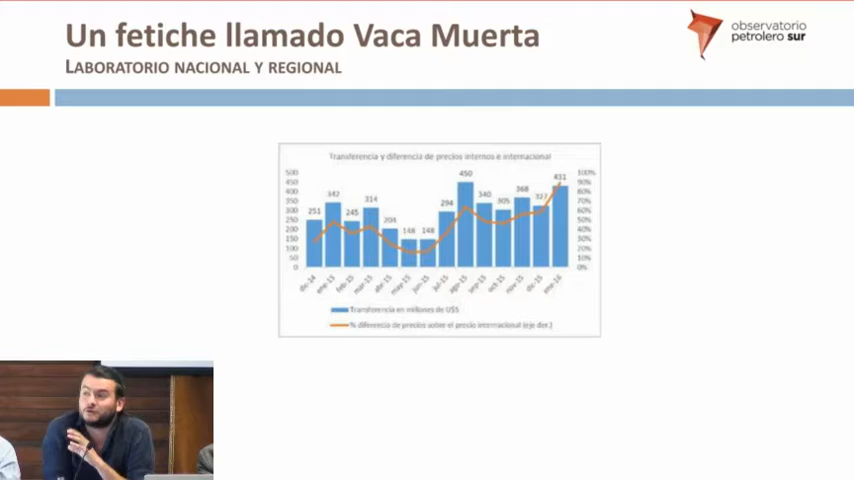 Un fetiche llamado Vaca Muerta
LABORATORIO NACIONAL Y REGIONAL
observatorio
petrolero sur
Transferencia y diferencia de precios internos e internacional
500
450
400
350
300
250
200
150
100
50
0
251
342
245
314
204
148
148
294
450
340
305
368
327
431
100%
90%
80%
70%
60%
50%
40%
30%
20%
10%
0%
dic-14
ene-15
feb-15
mar-15
abr-15
may-15
jun-15
jul-15
ago-15
sep-15
oct-15
nov-15
dic-15
ene-16
Transferencia en millones de U$S
% diferencia de precios sobre el precio internacional (eje der.)